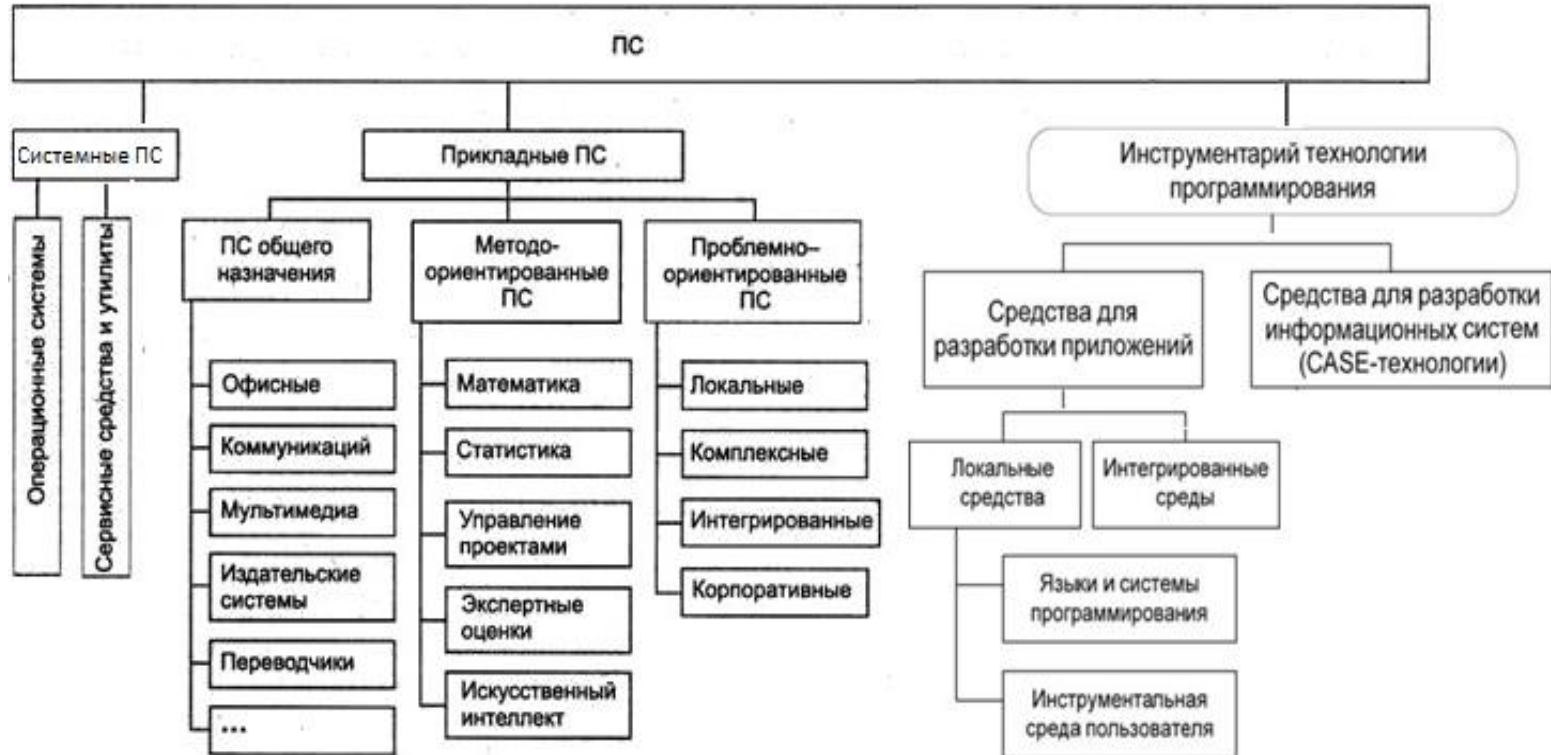 ПС
Системные ПС
Операционные системы
Сервисные средства и утилиты
Прикладные ПС
ПС общего
назначения
Офисные
Коммуникаций
Мультимедиа
Издательские
системы
Переводчики
...
Методо-
ориентированные
ПС
Математика
Статистика
Управление
проектами
Экспертные
оценки
Искусственный
интеллект
Проблемно–
ориентированные
ПС
Локальные
Комплексные
Интегрированные
Корпоративные
Инструментарий технологии
программирования
Средства для
разработки приложений
Локальные
средства
Языки и системы
программирования
Инструментальная
среда пользователя
Интегрированные
среды
Средства для разработки
информационных систем
(CASE-технологии)